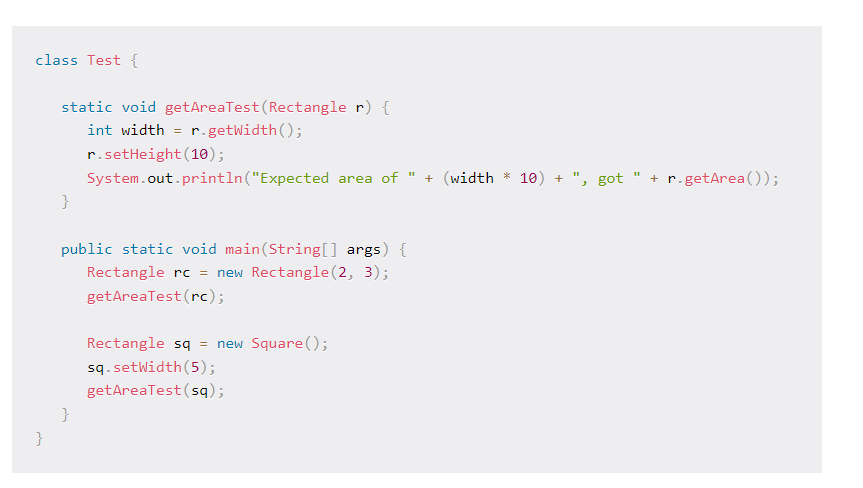 class Test {
static void getAreaTest(Rectangle r) {
int width = r.getWidth();
r.setHeight(10);
System.out.println("Expected area of " + (width * 10) + ", got " + r.getArea());
}
public static void main(String[] args) {
Rectangle rc = new Rectangle(2, 3);
getAreaTest(rc);
Rectangle sq = new Square();
sq.setWidth(5);
getAreaTest(sq);
}
}